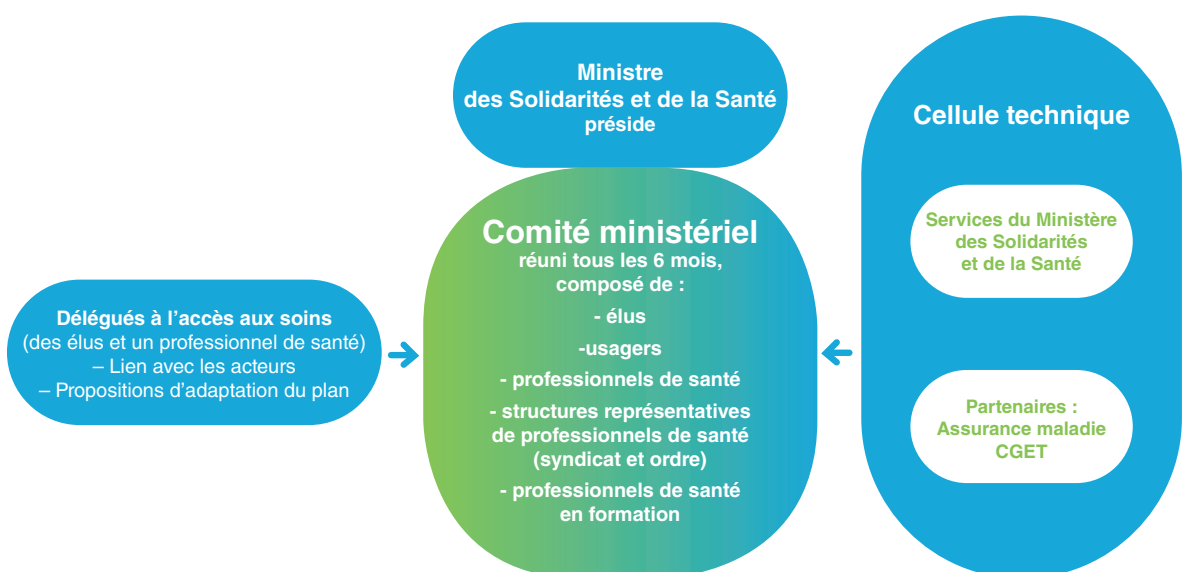 Ministre
des Solidarités et de la Santé
préside
Comité ministériel
réuni tous les 6 mois,
composé de :
- élus
-usagers
- professionnels de santé
- structures représentatives
de professionnels de santé
(syndicat et ordre)
- professionnels de santé
en formation
Délégués à l’accès aux soins
(des élus et un professionnel de santé)
– Lien avec les acteurs
– Propositions d’adaptation du plan
Cellule technique
Services du Ministère
des Solidarités
et de la Santé
Partenaires :
Assurance maladie
CGET